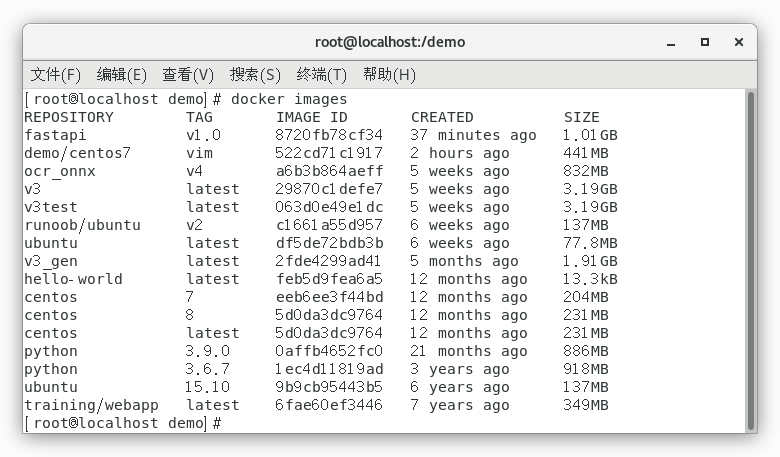 root@localhost:/demo
文件(F) 编辑(E) 查看(V) 搜索(S) 终端(T) 帮助(H)
[root@localhost demo]# docker images
REPOSITORY TAG IMAGE ID CREATED SIZE
fastapi v1.0 8720fb78cf34 37 minutes ago 1.01GB
demo/centos7 vim 522cd71c1917 2 hours ago 441MB
ocr_onnx v4 a6b3b864aeff 5 weeks ago 832MB
v3 latest 29870c1defe7 5 weeks ago 3.19GB
v3test latest 063d0e49e1dc 5 weeks ago 3.19GB
runoob/ubuntu v2 c1661a55d957 6 weeks ago 137MB
ubuntu latest df5de72bdb3b 6 weeks ago 77.8MB
v3_gen latest 2fde4299ad41 5 months ago 1.91GB
hello-world latest feb5d9fea6a5 12 months ago 13.3kB
centos 7 eeb6ee3f44bd 12 months ago 204MB
centos 8 5d0da3dc9764 12 months ago 231MB
centos latest 5d0da3dc9764 12 months ago 231MB
python 3.9.0 0affb4652fc0 21 months ago 886MB
python 3.6.7 1ec4d11819ad 3 years ago 918MB
ubuntu 15.10 9b9cb95443b5 6 years ago 137MB
training/webapp latest 6fae60ef3446 7 years ago 349MB
[root@localhost demo]#